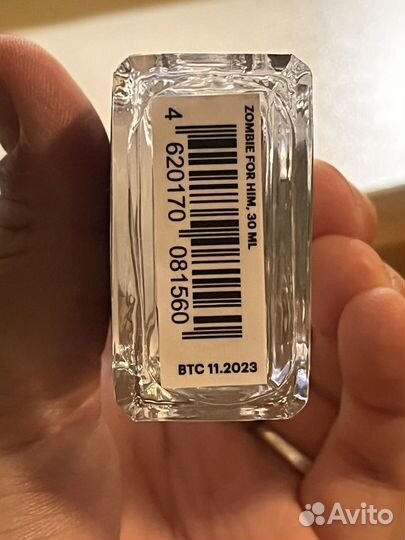 ZOMBIE FOR HIM, 30 ML
4 620170 081560
BTC 11.2023
Avito